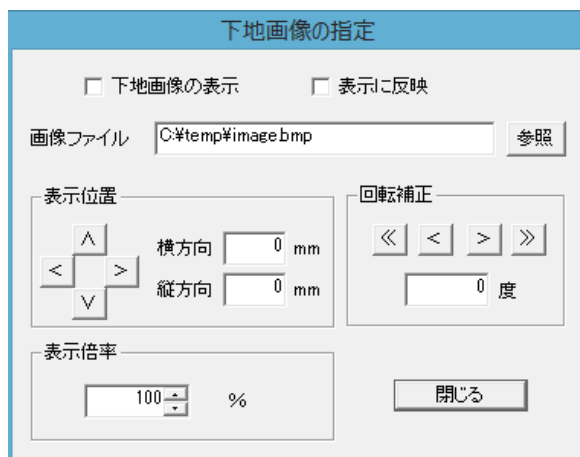 下地画像の指定
下地画像の表示 表示に反映
画像ファイル C:¥temp¥image.bmp 参照
表示位置 回転補正
∧ 横方向 0 mm ≪ < > ≫
< > 縦方向 0 mm 0 度
∨
表示倍率
100 % 閉じる